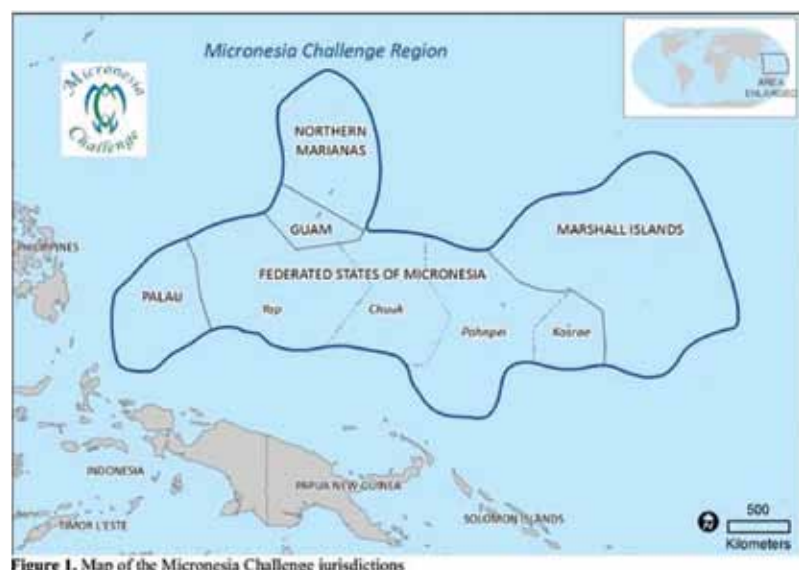 Micronesia Challenge Region
Micronesia
Challenge
AREA
ENLARGED
NORTHERN
MARIANAS
GUAM
MARSHALL ISLANDS
PHILIPPINES
FEDERATED STATES OF MICRONESIA
PALAU
Yap
Chuuk
Pohnpei
Kosrae
INDONESIA
PAPUA NEW GUINEA
TIMOR L'ESTE
SOLOMON ISLANDS
500
Kilometers
Figure 1. Map of the Micronesia Challenge jurisdictions